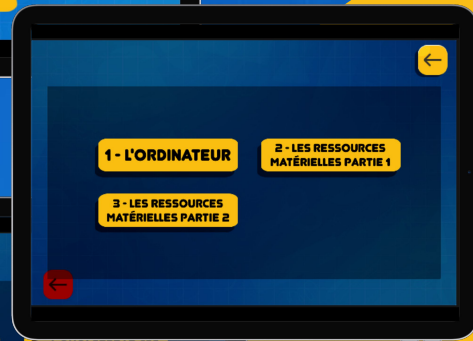 1 - L'ORDINATEUR
2 - LES RESSOURCES
MATÉRIELLES PARTIE 1
3 - LES RESSOURCES
MATÉRIELLES PARTIE 2